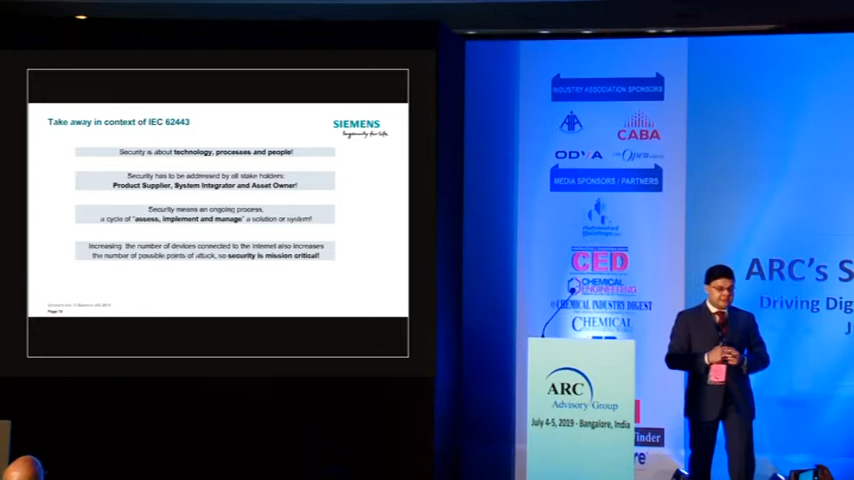 Take away in context of IEC 62443
SIEMENS
Ingenuity for life
Security is about technology, processes and people!
Security has to be addressed by all stake holders:
Product Supplier, System Integrator and Asset Owner!
Security means an ongoing process,
a cycle of "assess, implement and manage" a solution or system!
Increasing the number of devices connected to the internet also increases
the number of possible points of attack, so security is mission critical!
INDUSTRY ASSOCIATION SPONSORS
CABA
ODVA
Open
MEDIA SPONSORS / PARTNERS
CED
CHEMICAL
ENGINEERING
CHEMICAL INDUSTRY DIGEST
CHEMICAL
ARC
Advisory Group
July 4-5, 2019 - Bangalore, India
ARC's S
Driving Dig
J
inder
re